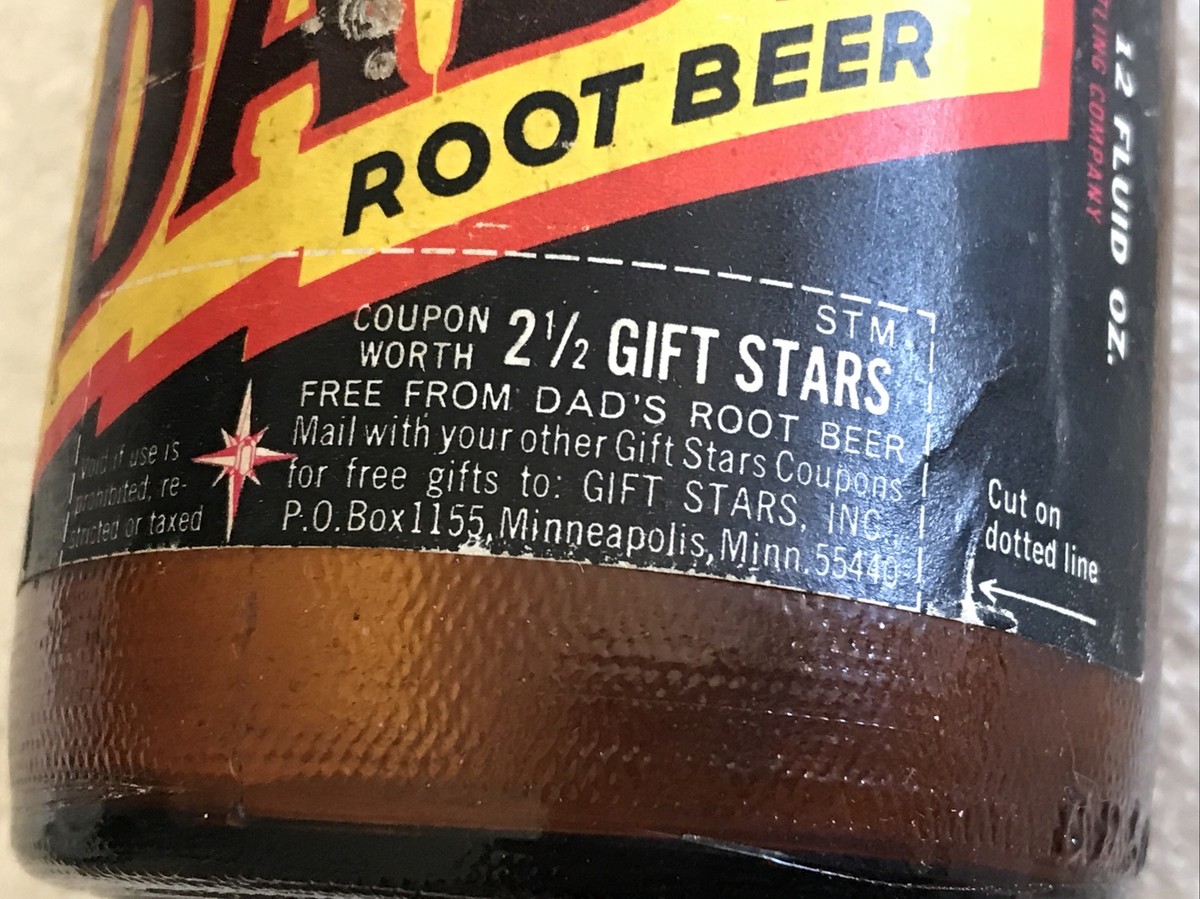 DAD'S
ROOT BEER
12 FLUID OZ.
COMPANY
STM
COUPON WORTH 2½ GIFT STARS
FREE FROM DAD'S ROOT BEER
Mail with your other Gift Stars Coupons
for free gifts to: GIFT STARS, INC.,
P.O.Box 1155, Minneapolis, Minn. 55440
Void if use is
prohibited, re-
stricted or taxed
Cut on
dotted line